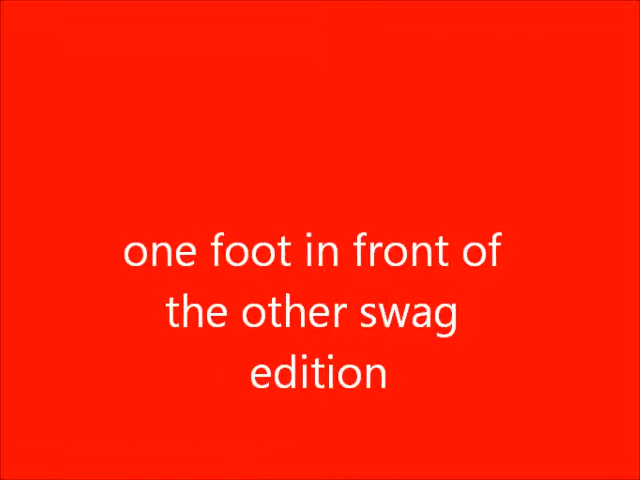 one foot in front of
the other swag
edition